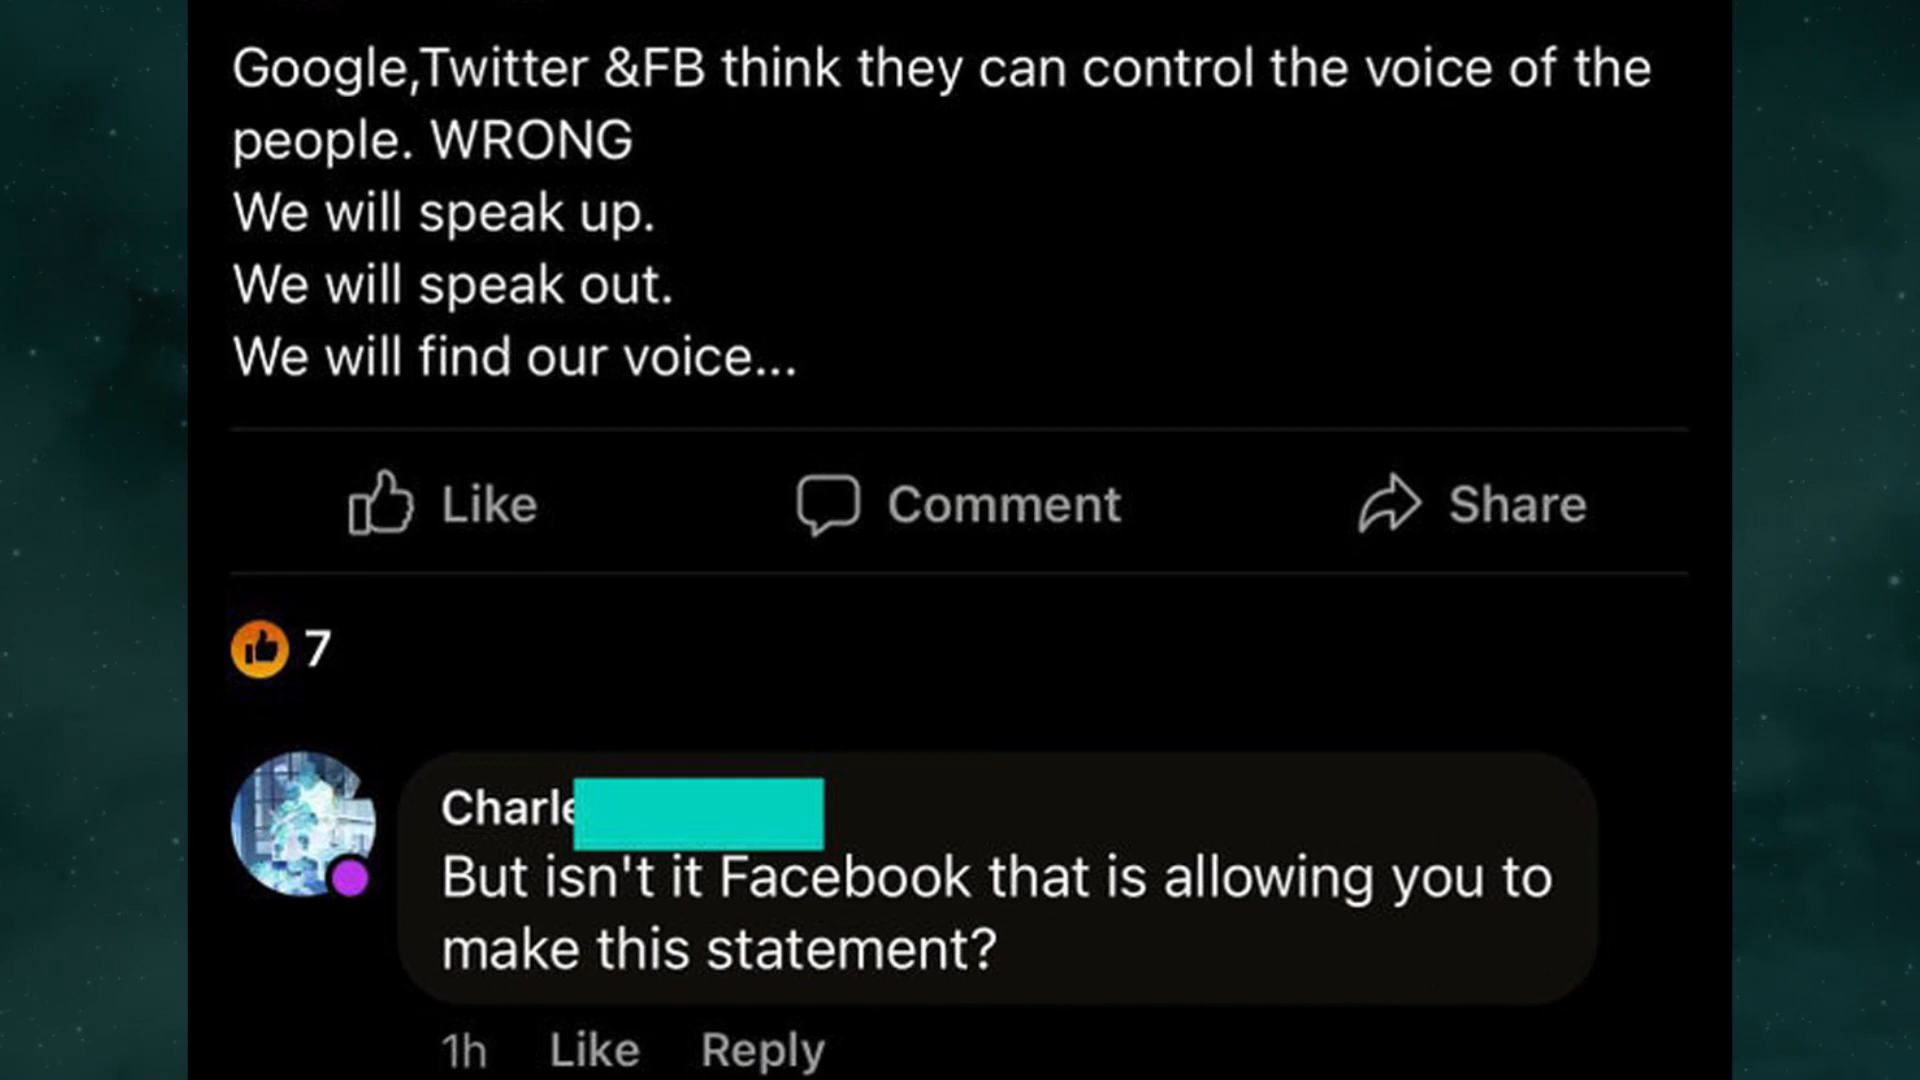 Google,Twitter &FB think they can control the voice of the
people. WRONG
We will speak up.
We will speak out.
We will find our voice...
Like Comment Share
7
Charle
But isn't it Facebook that is allowing you to
make this statement?
1h Like Reply